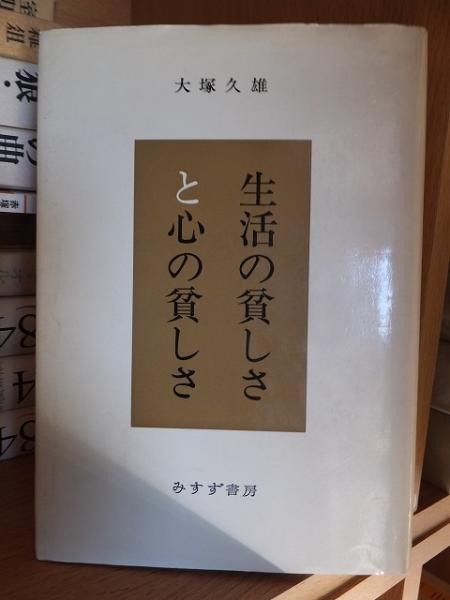 大塚久雄
生活の貧しさ
と心の貧しさ
みすず書房